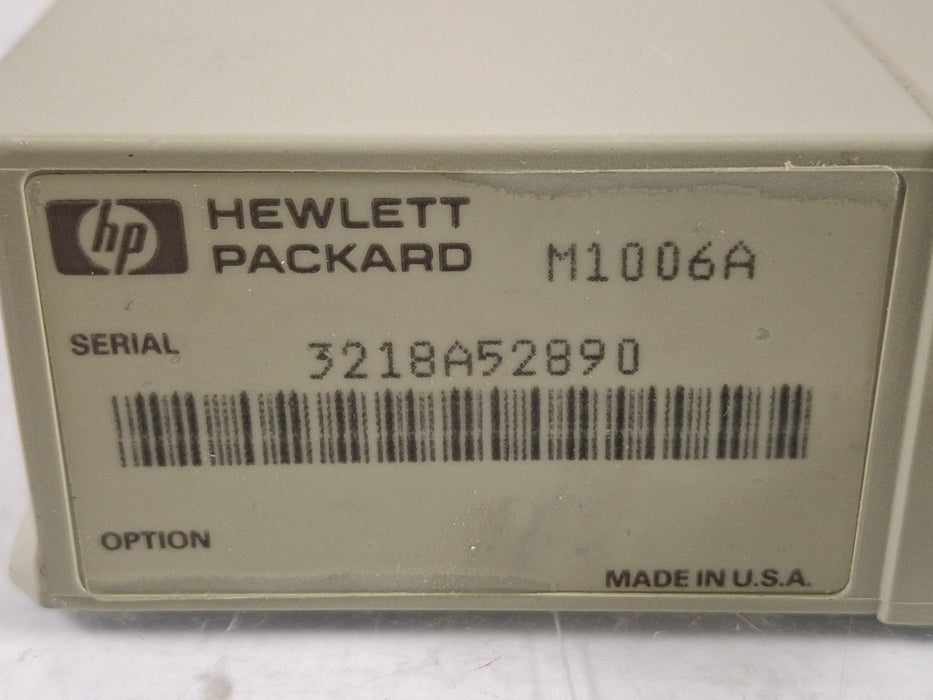 hp HEWLETT
PACKARD M1006A
SERIAL 3218A52890
OPTION
MADE IN U.S.A.